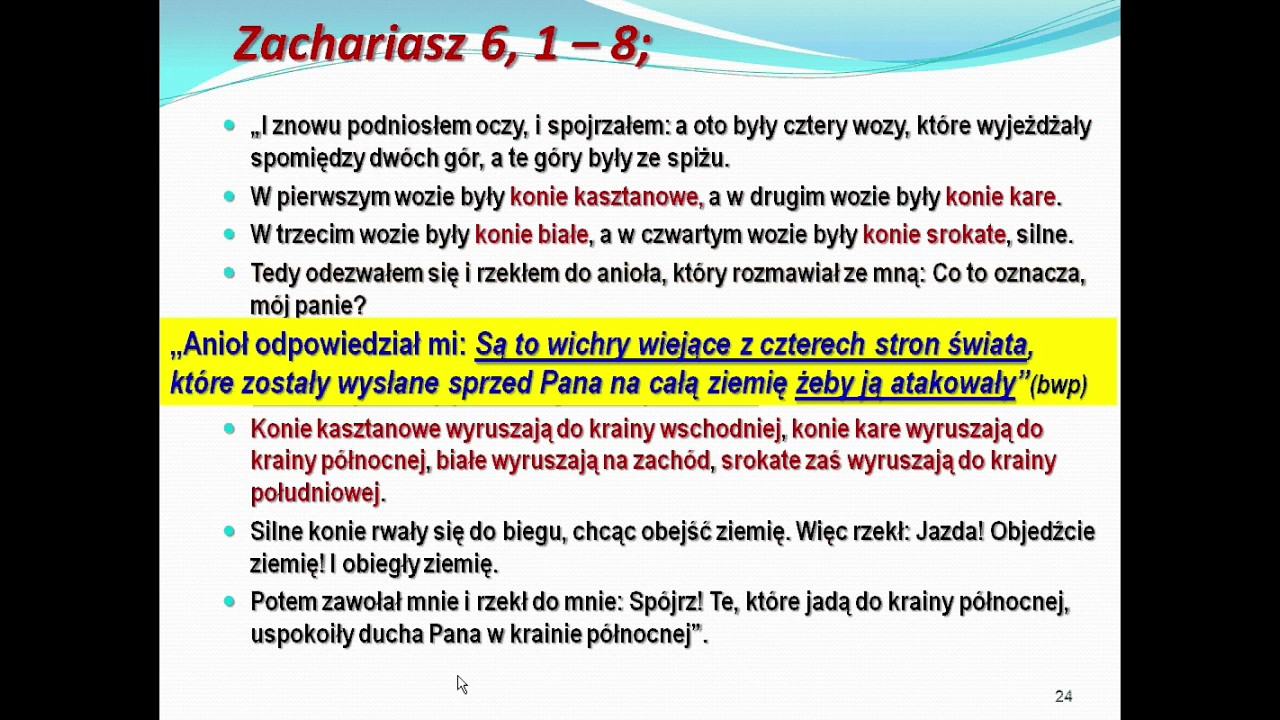 Zachariasz 6, 1 – 8;
• „I znowu podniosłem oczy, i spojrzałem: a oto były cztery wozy, które wyjeżdżały
spomiędzy dwóch gór, a te góry były ze spiżu.
• W pierwszym wozie były konie kasztanowe, a w drugim wozie były konie kare.
• W trzecim wozie były konie białe, a w czwartym wozie były konie srokate, silne.
• Tedy odezwałem się i rzekłem do anioła, który rozmawiał ze mną: Co to oznacza,
mój panie?
„Anioł odpowiedział mi: Są to wichry wiejące z czterech stron świata,
które zostały wysłane sprzed Pana na całą ziemię żeby ją atakowały”(bwp)
• Konie kasztanowe wyruszają do krainy wschodniej, konie kare wyruszają do
krainy północnej, białe wyruszają na zachód, srokate zaś wyruszają do krainy
południowej.
• Silne konie rwały się do biegu, chcąc obejść ziemię. Więc rzekł: Jazda! Objedźcie
ziemię! I obiegły ziemię.
• Potem zawołał mnie i rzekł do mnie: Spójrz! Te, które jadą do krainy północnej,
uspokoiły ducha Pana w krainie północnej”.
24